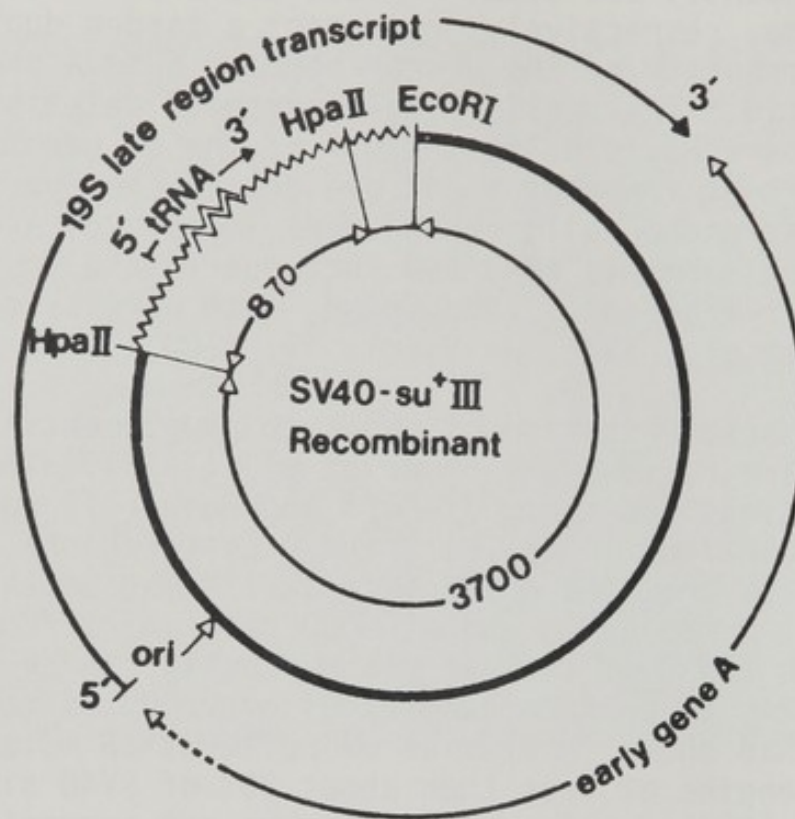 19S late region transcript
3′
5′ tRNA 3′
HpaII
EcoRI
HpaII
870
SV40-su⁺III
Recombinant
3700
ori
5′
early gene A